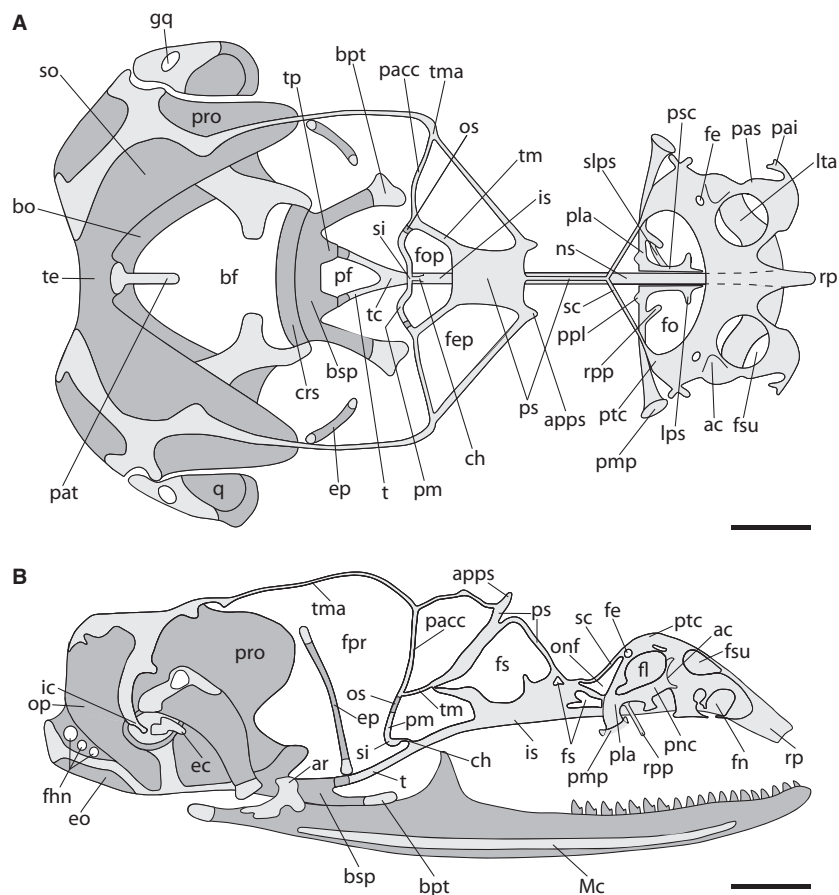 A
gq
so
pro
tp
bpt
pacc
tma
os
tm
is
psc
fe
pas
pai
slps
lta
pla
bo
si
fop
ns
te
bf
pf
rp
tc
sc
ppl
fo
fep
bsp
rpp
crs
ps
apps
ptc
lps
ac
fsu
pat
q
ep
t
pm
ch
pmp
B
apps
tma
ps
sc
fe
ptc
ac
fpr
pacc
onf
fsu
pro
fs
fl
ic
os
op
ep
pm
tm
ec
si
is
ar
ch
fs
pla
pnc
fn
rp
fhn
t
pmp
rpp
eo
bsp
bpt
Mc